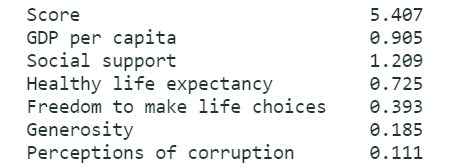 Score 5.407
GDP per capita 0.905
Social support 1.209
Healthy life expectancy 0.725
Freedom to make life choices 0.393
Generosity 0.185
Perceptions of corruption 0.111